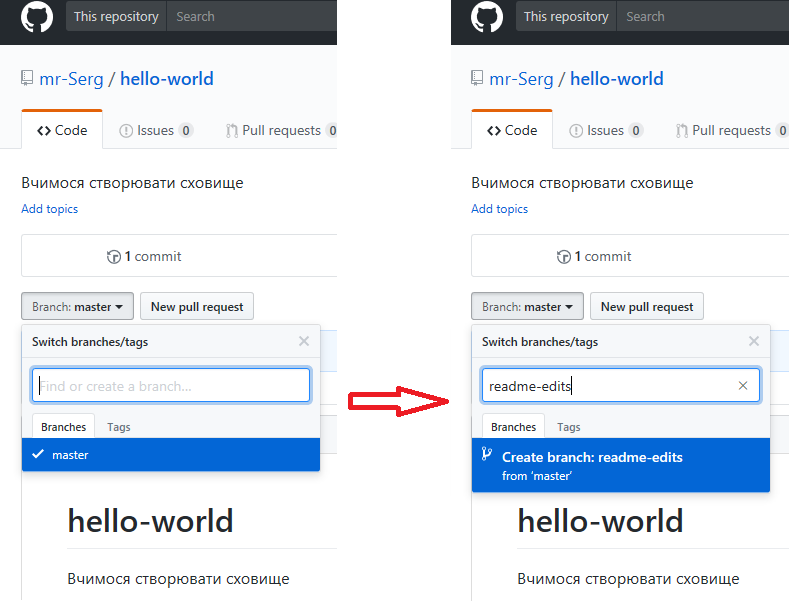 This repository Search
mr-Serg / hello-world
Code Issues 0 Pull requests 0
Вчимося створювати сховище
Add topics
1 commit
Branch: master New pull request
Switch branches/tags
Find or create a branch...
Branches Tags
master
hello-world
Вчимося створювати сховище
This repository Search
mr-Serg / hello-world
Code Issues 0 Pull requests 0
Вчимося створювати сховище
Add topics
1 commit
Branch: master New pull request
Switch branches/tags
readme-edits
Branches Tags
Create branch: readme-edits
from ‘master’
hello-world
Вчимося створювати сховище